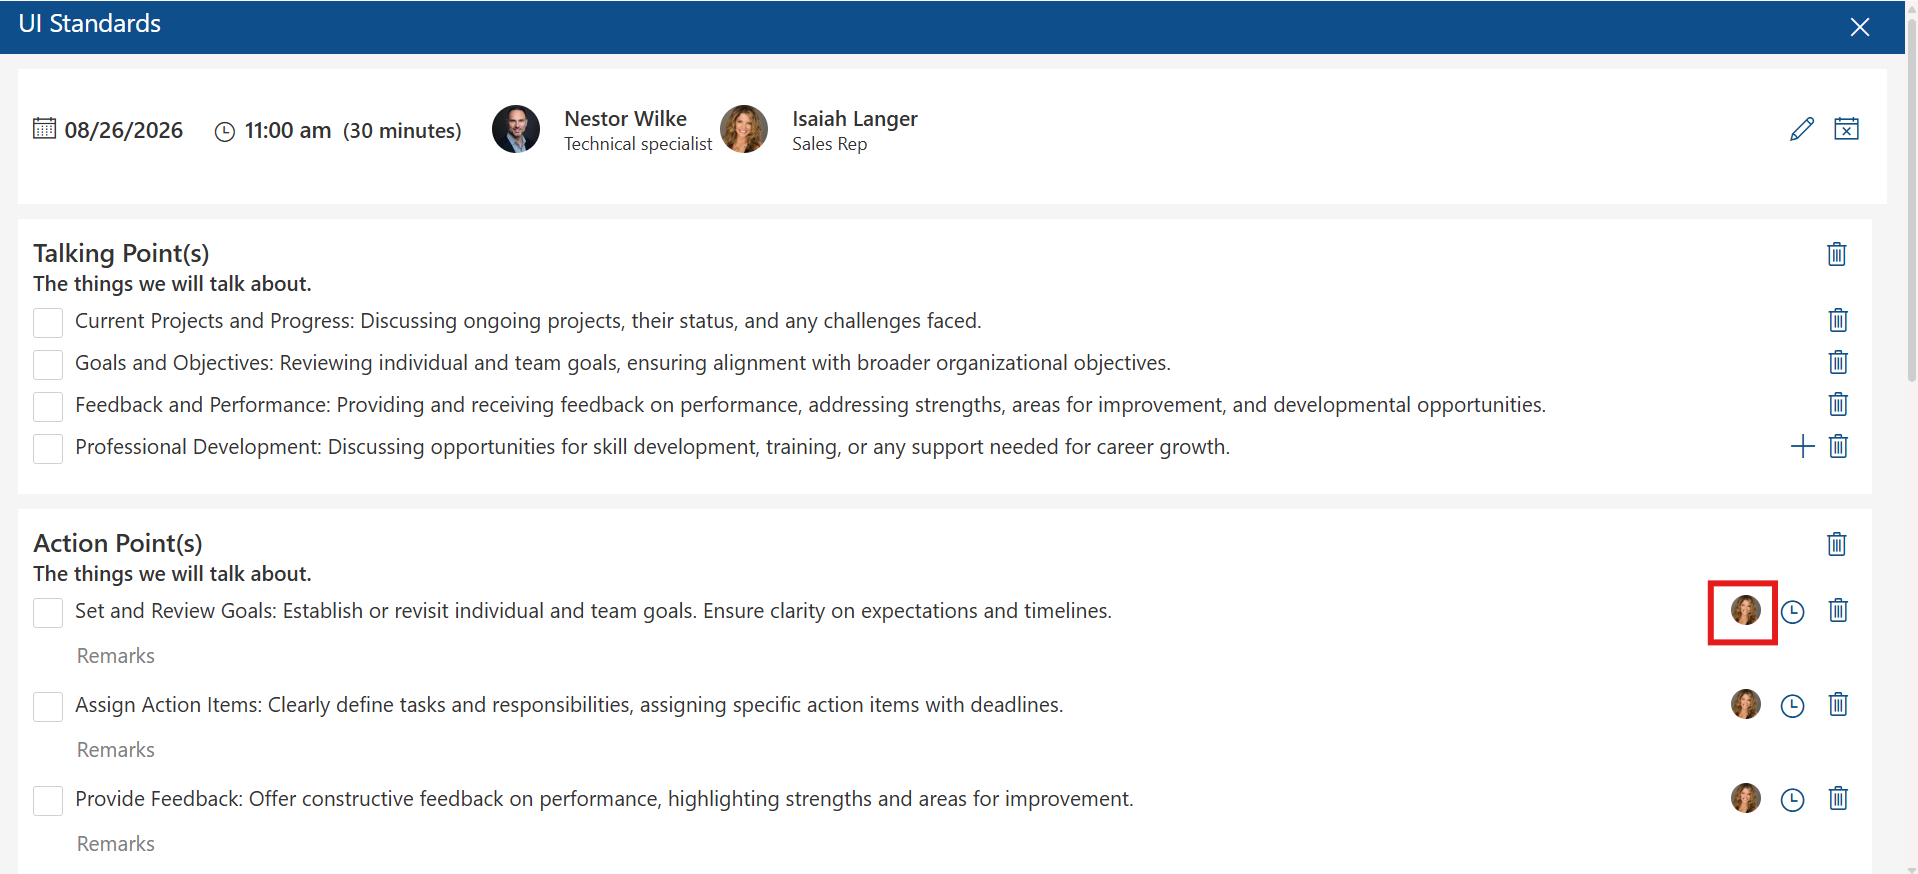 UI Standards
08/26/2026 11:00 am (30 minutes) Nestor Wilke Isaiah Langer
Technical specialist Sales Rep
Talking Point(s)
The things we will talk about.
Current Projects and Progress: Discussing ongoing projects, their status, and any challenges faced.
Goals and Objectives: Reviewing individual and team goals, ensuring alignment with broader organizational objectives.
Feedback and Performance: Providing and receiving feedback on performance, addressing strengths, areas for improvement, and developmental opportunities.
Professional Development: Discussing opportunities for skill development, training, or any support needed for career growth.
Action Point(s)
The things we will talk about.
Set and Review Goals: Establish or revisit individual and team goals. Ensure clarity on expectations and timelines.
Remarks
Assign Action Items: Clearly define tasks and responsibilities, assigning specific action items with deadlines.
Remarks
Provide Feedback: Offer constructive feedback on performance, highlighting strengths and areas for improvement.
Remarks